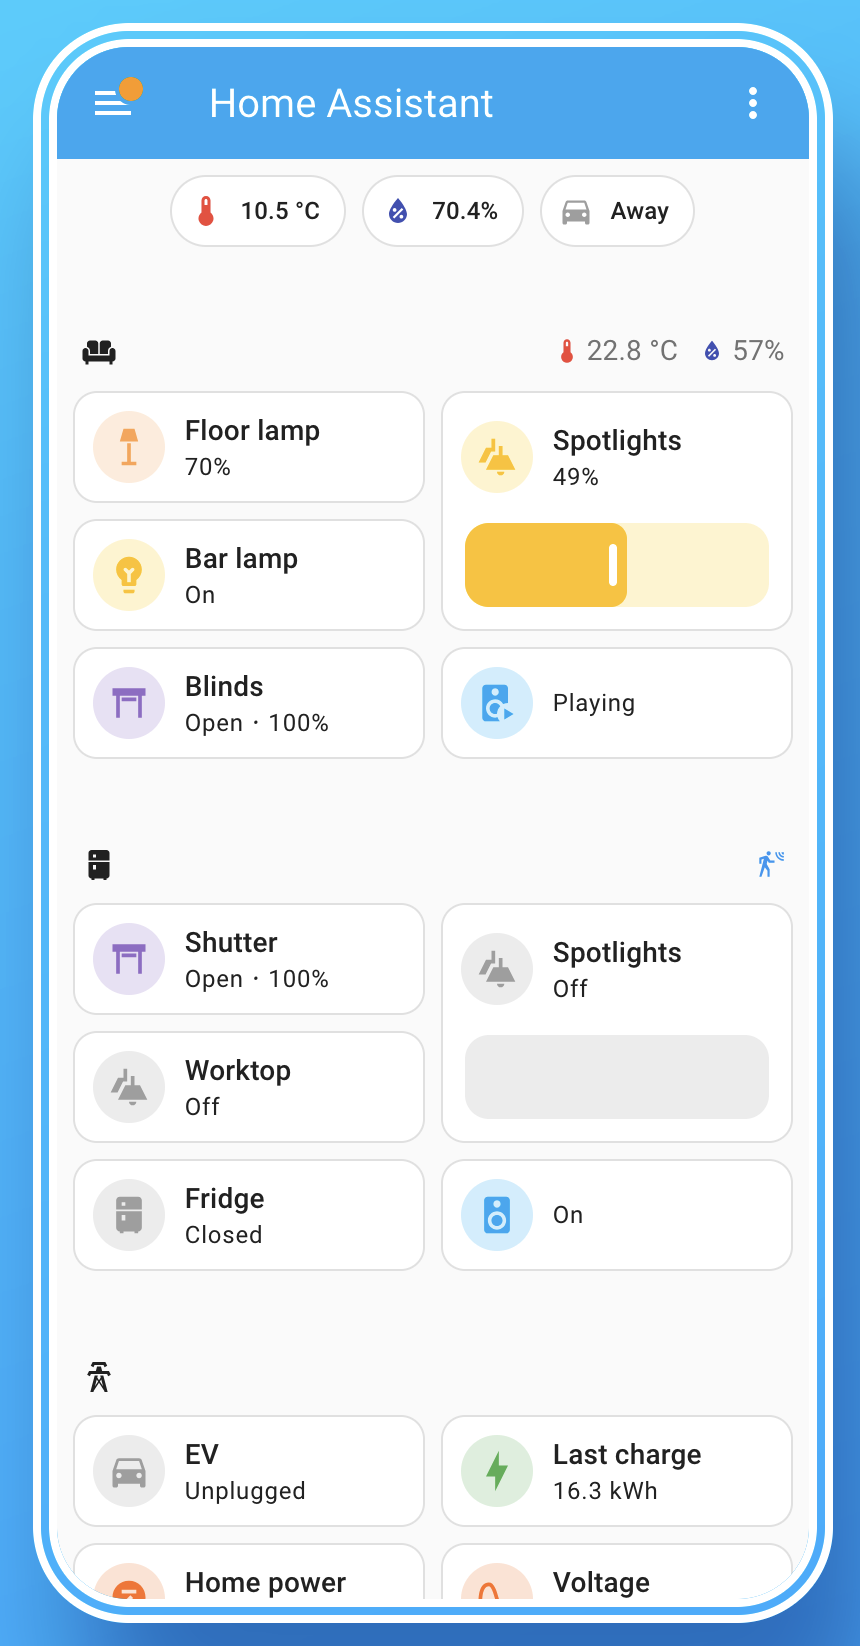 Home Assistant
10.5 °C
70.4%
Away
22.8 °C
57%
Floor lamp
70%
Spotlights
49%
Bar lamp
On
Blinds
Open · 100%
Playing
Shutter
Open · 100%
Spotlights
Off
Worktop
Off
Fridge
Closed
On
EV
Unplugged
Last charge
16.3 kWh
Home power
Voltage